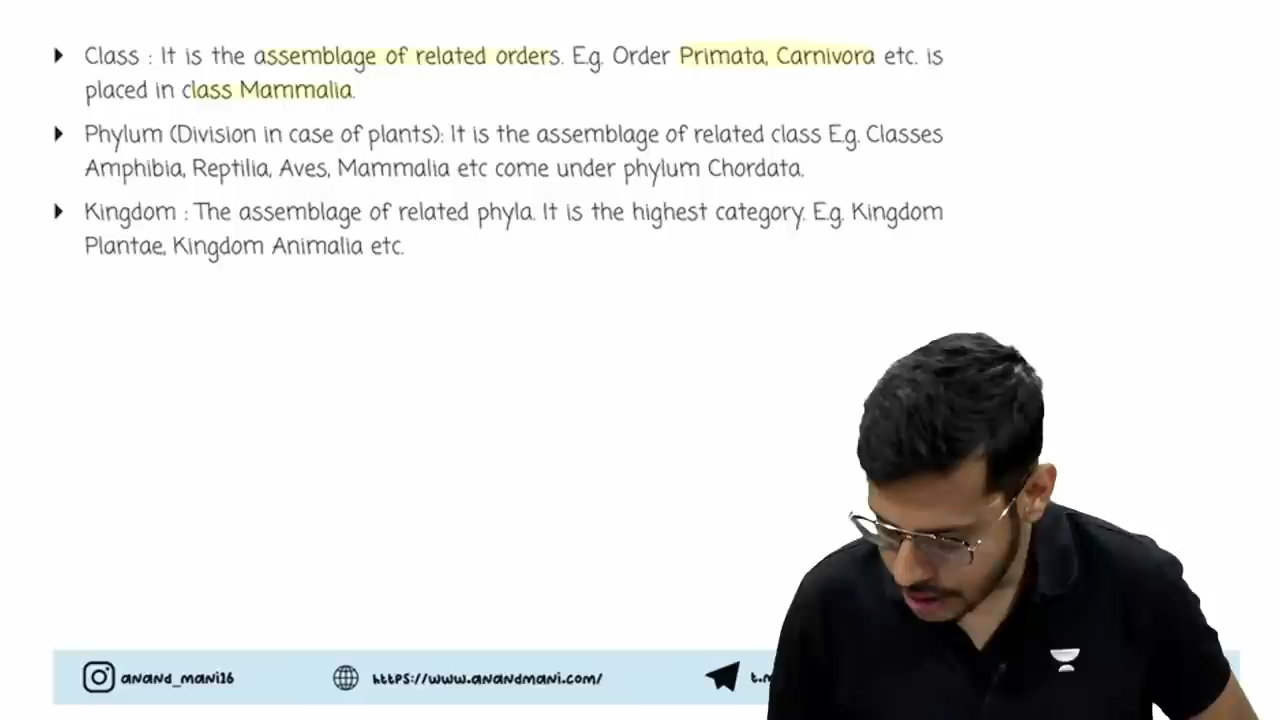 Class : It is the assemblage of related orders. E.g. Order Primata, Carnivora etc. is
placed in class Mammalia.
Phylum (Division in case of plants): It is the assemblage of related class E.g. Classes
Amphibia, Reptilia, Aves, Mammalia etc come under phylum Chordata.
Kingdom : The assemblage of related phyla. It is the highest category. E.g. Kingdom
Plantae, Kingdom Animalia etc.
anand_mani16 https://www.anandmani.com/